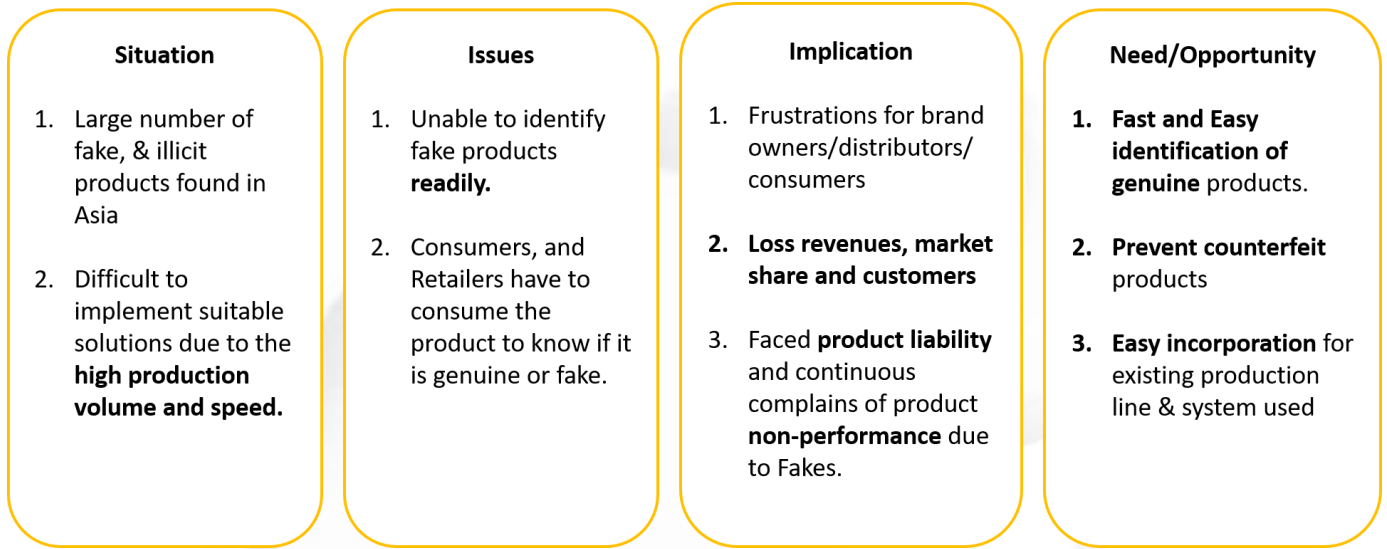 Situation
1. Large number of
fake, & illicit
products found in
Asia
2. Difficult to
implement suitable
solutions due to the
high production
volume and speed.
Issues
1. Unable to identify
fake products
readily.
2. Consumers, and
Retailers have to
consume the
product to know if it
is genuine or fake.
Implication
1. Frustrations for brand
owners/distributors/
consumers
2. Loss revenues, market
share and customers
3. Faced product liability
and continuous
complains of product
non-performance due
to Fakes.
Need/Opportunity
1. Fast and Easy
identification of
genuine products.
2. Prevent counterfeit
products
3. Easy incorporation for
existing production
line & system used